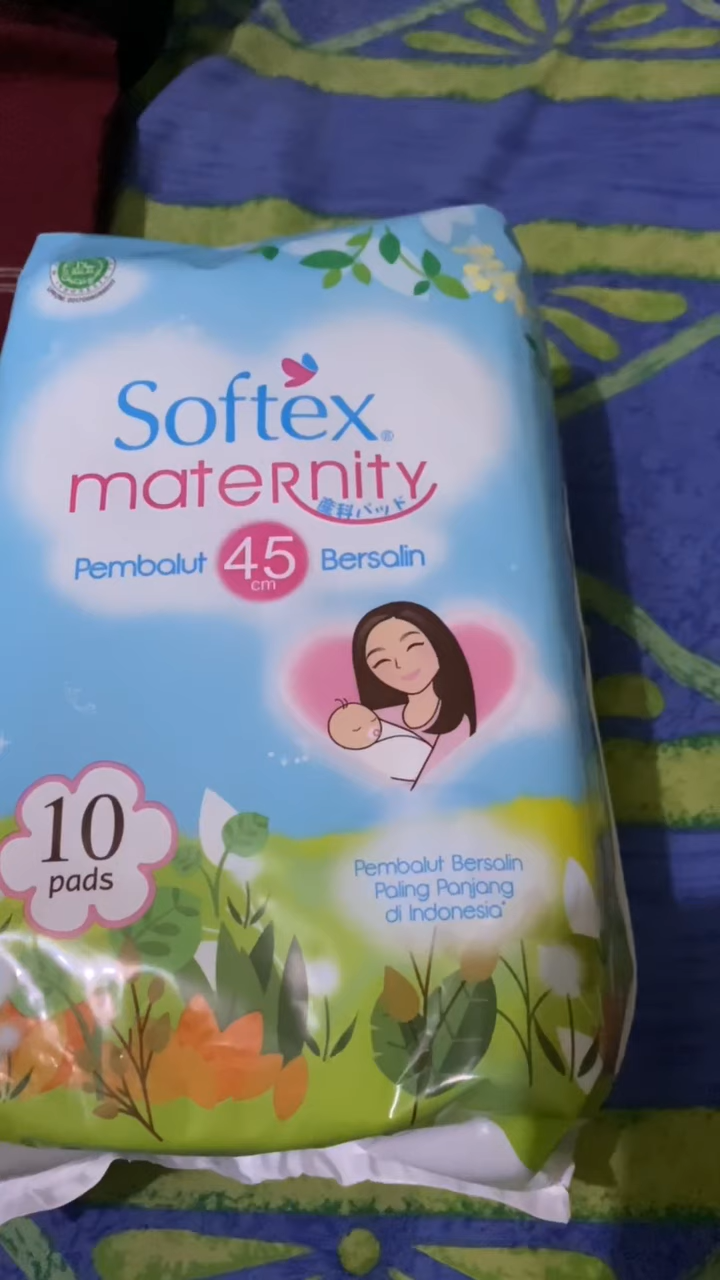 Softex®
maternity
産科パッド
Pembalut 45 cm Bersalin
10
pads
Pembalut Bersalin
Paling Panjang
di Indonesia*